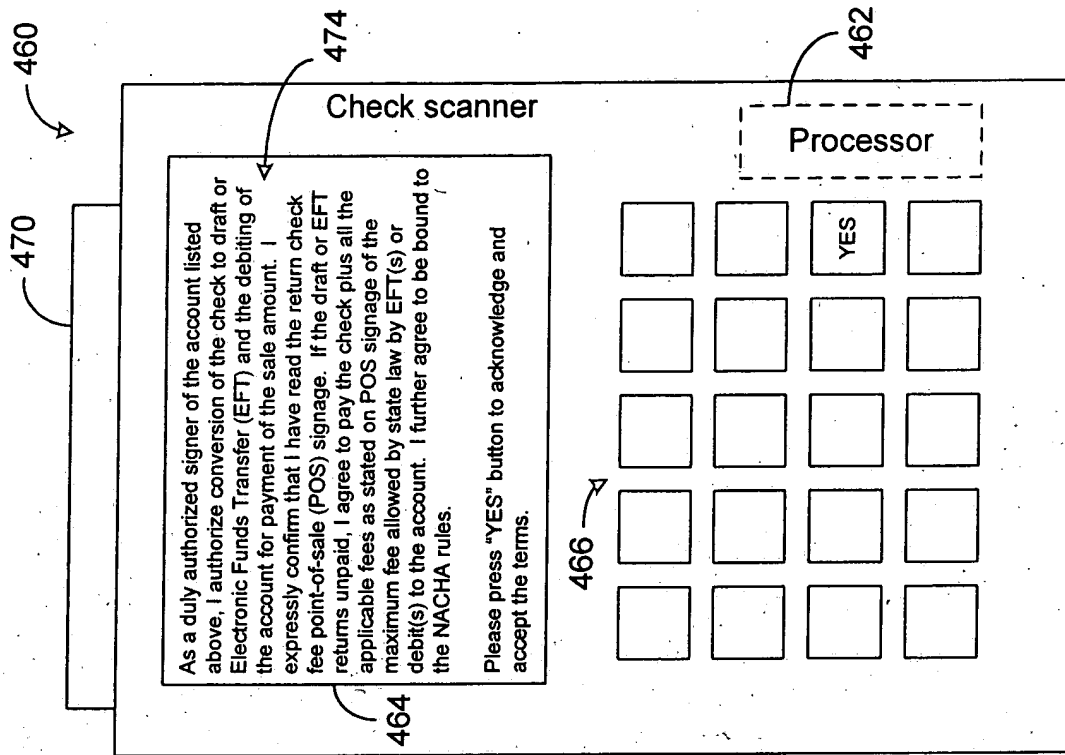 460
470
As a duly authorized signer of the account listed
above, I authorize conversion of the check to draft or
Electronic Funds Transfer (EFT) and the debiting of
the account for payment of the sale amount. I
expressly confirm that I have read the return check
fee point-of-sale (POS) signage. If the draft or EFT
returns unpaid, I agree to pay the check plus all the
applicable fees as stated on POS signage of the
maximum fee allowed by state law by EFT(s) or
debit(s) to the account. I further agree to be bound to
the NACHA rules.
Please press "YES" button to acknowledge and
accept the terms.
474
464
Check scanner
466
YES
Processor
462